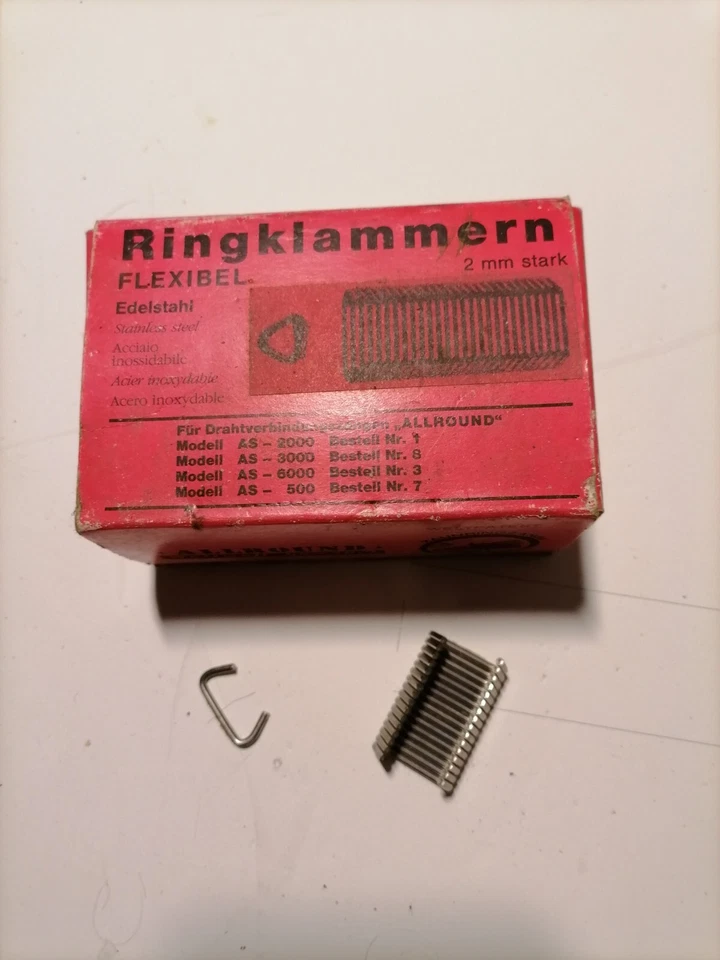 Ringklammern
2 mm stark
FLEXIBEL
Edelstahl
Stainless steel
Acciaio
inossidabile
Acier inoxydable
Acero inoxydable
Für Drahtverbindungszangen „ALLROUND“
Modell AS - 2000 Bestell Nr. 1
Modell AS - 3000 Bestell Nr. 8
Modell AS - 6000 Bestell Nr. 3
Modell AS - 500 Bestell Nr. 7
ALLROUND